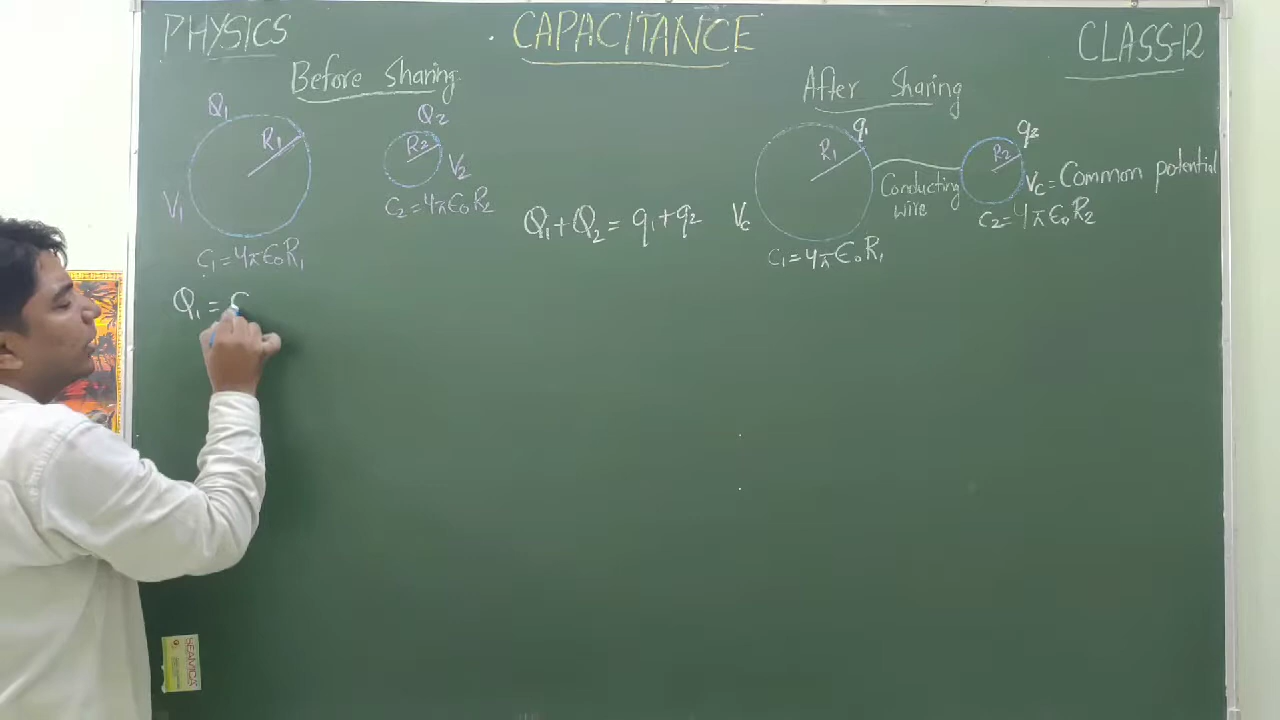 PHYSICS
CAPACITANCE
CLASS-12
Before Sharing
After Sharing
Q1
R1
V1
C1=4πϵ0R1
Q2
R2
V2
C2=4πϵ0R2
Q1+Q2=q1+q2
q1
R1
Vc
C1=4πϵ0R1
Conducting
wire
q2
R2
Vc=Common potential
C2=4πϵ0R2
Q1=C